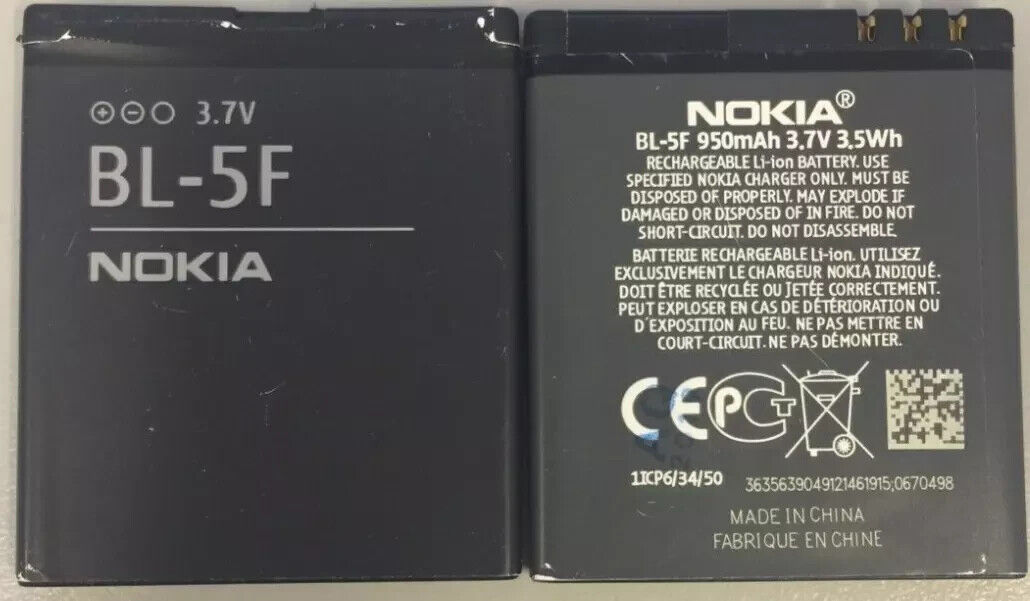 3.7V
BL-5F
NOKIA
NOKIA®
BL-5F 950mAh 3.7V 3.5Wh
RECHARGEABLE Li-ion BATTERY. USE
SPECIFIED NOKIA CHARGER ONLY. MUST BE
DISPOSED OF PROPERLY. MAY EXPLODE IF
DAMAGED OR DISPOSED OF IN FIRE. DO NOT
SHORT-CIRCUIT. DO NOT DISASSEMBLE.
BATTERIE RECHARGEABLE Li-ion. UTILISEZ
EXCLUSIVEMENT LE CHARGEUR NOKIA INDIQUÉ.
DOIT ÊTRE RECYCLÉE OU JETÉE CORRECTEMENT.
PEUT EXPLOSER EN CAS DE DÉTÉRIORATION OU
D'EXPOSITION AU FEU. NE PAS METTRE EN
COURT-CIRCUIT. NE PAS DÉMONTER.
CE PCT
1ICP6/34/50 3635639049121461915;0670498
MADE IN CHINA
FABRIQUE EN CHINE